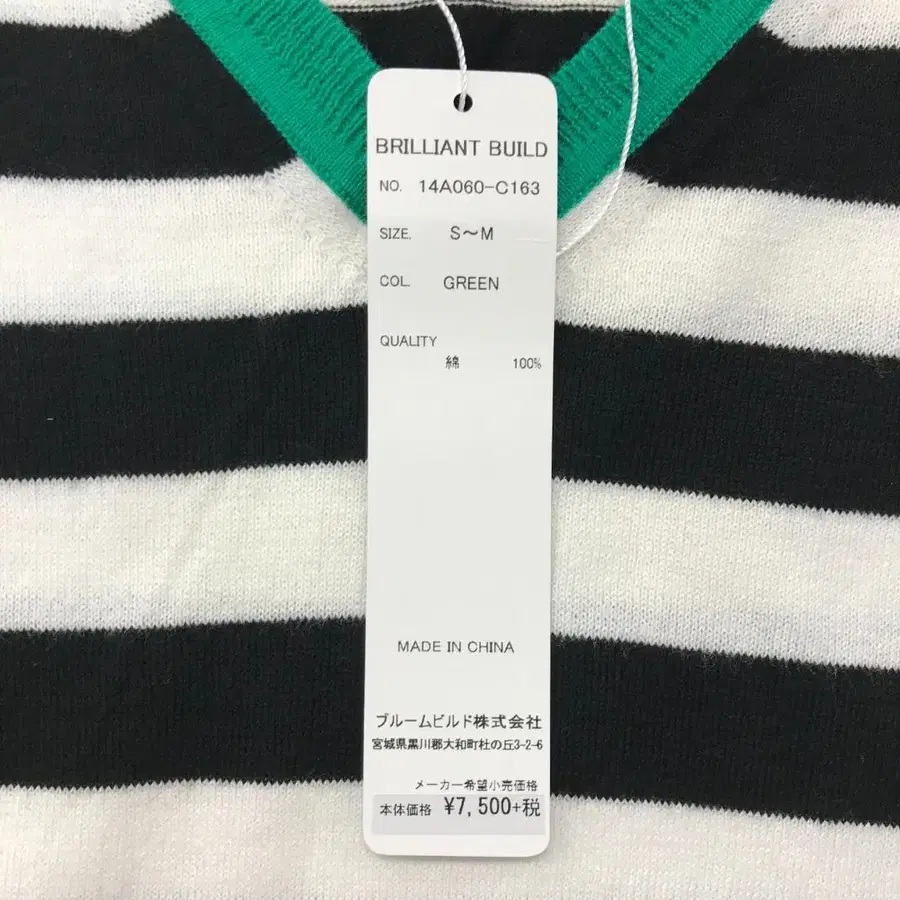 BRILLIANT BUILD
NO. 14A060-C163
SIZE. S～M
COL. GREEN
QUALITY
綿 100%
MADE IN CHINA
ブルームビルド株式会社
宮城県黒川郡大和町杜の丘3-2-6
メーカー希望小売価格
本体価格 ¥7,500+税